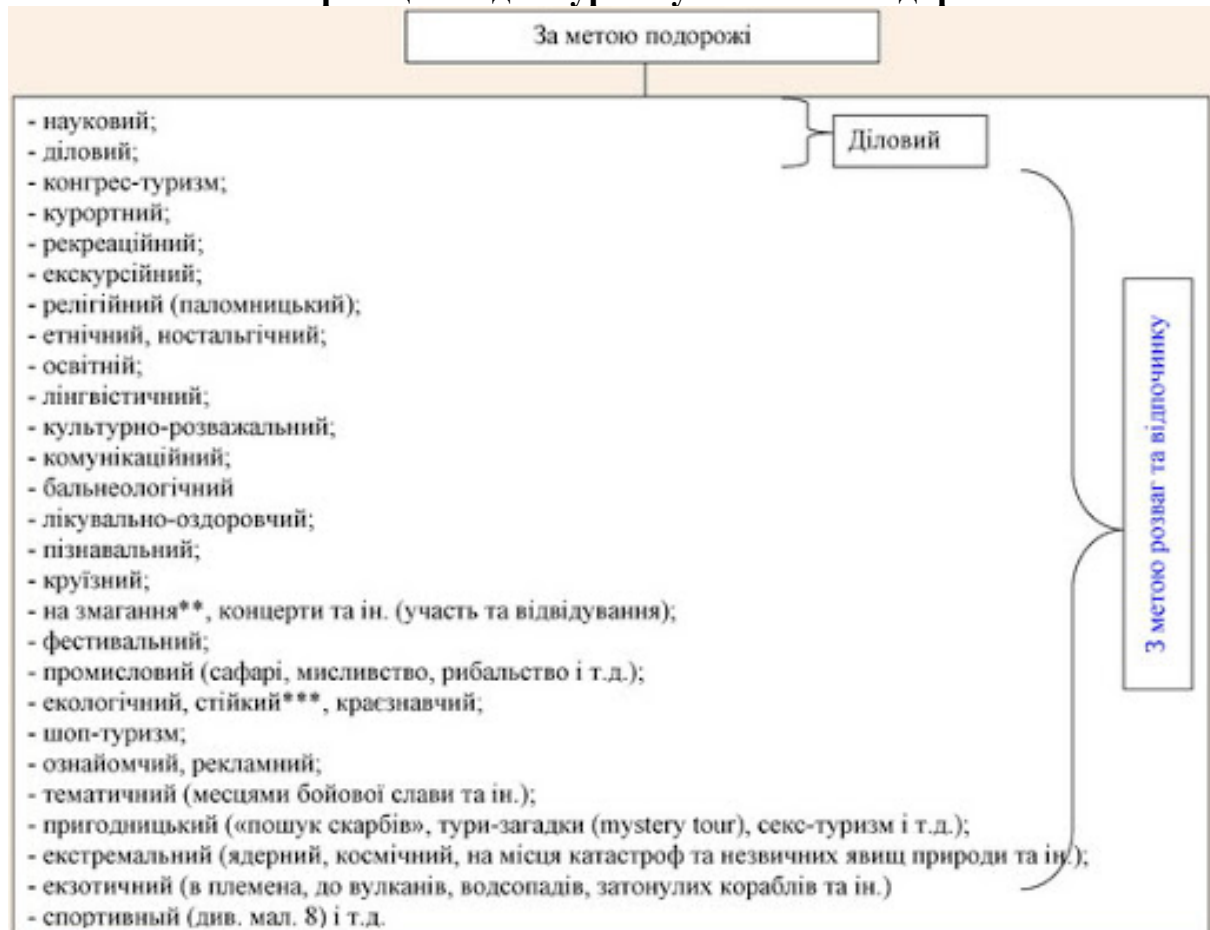 За метою подорожі
- науковий;
- діловий;
Діловий
- конгрес-туризм;
- курортний;
- рекреаційний;
- екскурсійний;
- релігійний (паломницький);
- етнічний, ностальгічний;
- освітній;
- лінгвістичний;
- культурно-розважальний;
- комунікаційний;
- бальнеологічний
- лікувально-оздоровчий;
- пізнавальний;
- круїзний;
- на змагання**, концерти та ін. (участь та відвідування);
- фестивальний;
- промисловий (сафарі, мисливство, рибальство і т.д.);
- екологічний, стійкий***, краєзнавчий;
- шоп-туризм;
- ознайомчий, рекламний;
- тематичний (месцями бойової слави та ін.);
- пригодницький («пошук скарбів», тури-загадки (mystery tour), секс-туризм і т.д.);
- екстремальний (ядерний, космічний, на місця катастроф та незвичних явищ природи та ін.);
- екзотичний (в племена, до вулканів, водсопадів, затонулих кораблів та ін.)
- спортивный (див. мал. 8) і т.д.
З метою розваг та відпочинку